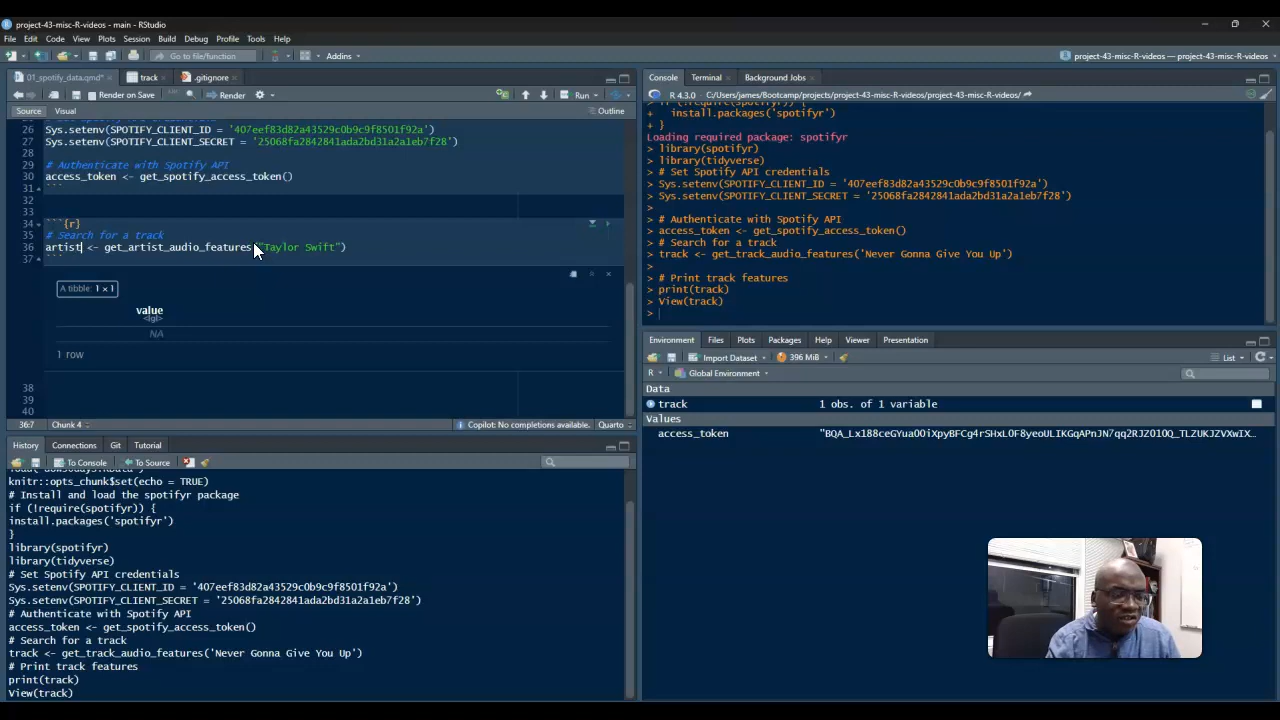 project-43-misc-R-videos - main - RStudio
File Edit Code View Plots Session Build Debug Profile Tools Help
Go to file/function Addins project-43-misc-R-videos — project-43-misc-R-videos
01_spotify_data.qmd* track .gitignore
Render on Save Render Run
Source Visual Outline
26 Sys.setenv(SPOTIFY_CLIENT_ID = '407eef83d82a43529c0b9c9f8501f92a')
27 Sys.setenv(SPOTIFY_CLIENT_SECRET = '25068fa2842841ada2bd31a2a1eb7f28')
28
29 # Authenticate with Spotify API
30 access_token <- get_spotify_access_token()
31 ```
32
33
34 ```{r}
35 # Search for a track
36 artist <- get_artist_audio_features "Taylor Swift")
37 ```
A tibble: 1 × 1
value
<lgl>
NA
1 row
38
39
40
36:7 Chunk 4 Copilot: No completions available. Quarto
History Connections Git Tutorial
To Console To Source
knitr::opts_chunk$set(echo = TRUE)
# Install and load the spotifyr package
if (!require(spotifyr)) {
install.packages('spotifyr')
}
library(spotifyr)
library(tidyverse)
# Set Spotify API credentials
Sys.setenv(SPOTIFY_CLIENT_ID = '407eef83d82a43529c0b9c9f8501f92a')
Sys.setenv(SPOTIFY_CLIENT_SECRET = '25068fa2842841ada2bd31a2a1eb7f28')
# Authenticate with Spotify API
access_token <- get_spotify_access_token()
# Search for a track
track <- get_track_audio_features('Never Gonna Give You Up')
# Print track features
print(track)
View(track)
Console Terminal Background Jobs
R 4.3.0 · C:/Users/james/Bootcamp/projects/project-43-misc-R-videos/project-43-misc-R-videos/
+ install.packages('spotifyr')
+ }
Loading required package: spotifyr
> library(spotifyr)
> library(tidyverse)
> # Set Spotify API credentials
> Sys.setenv(SPOTIFY_CLIENT_ID = '407eef83d82a43529c0b9c9f8501f92a')
> Sys.setenv(SPOTIFY_CLIENT_SECRET = '25068fa2842841ada2bd31a2a1eb7f28')
>
> # Authenticate with Spotify API
> access_token <- get_spotify_access_token()
> # Search for a track
> track <- get_track_audio_features('Never Gonna Give You Up')
>
> # Print track features
> print(track)
> View(track)
>
Environment Files Plots Packages Help Viewer Presentation
Import Dataset 396 MiB List
R Global Environment
Data
track 1 obs. of 1 variable
Values
access_token